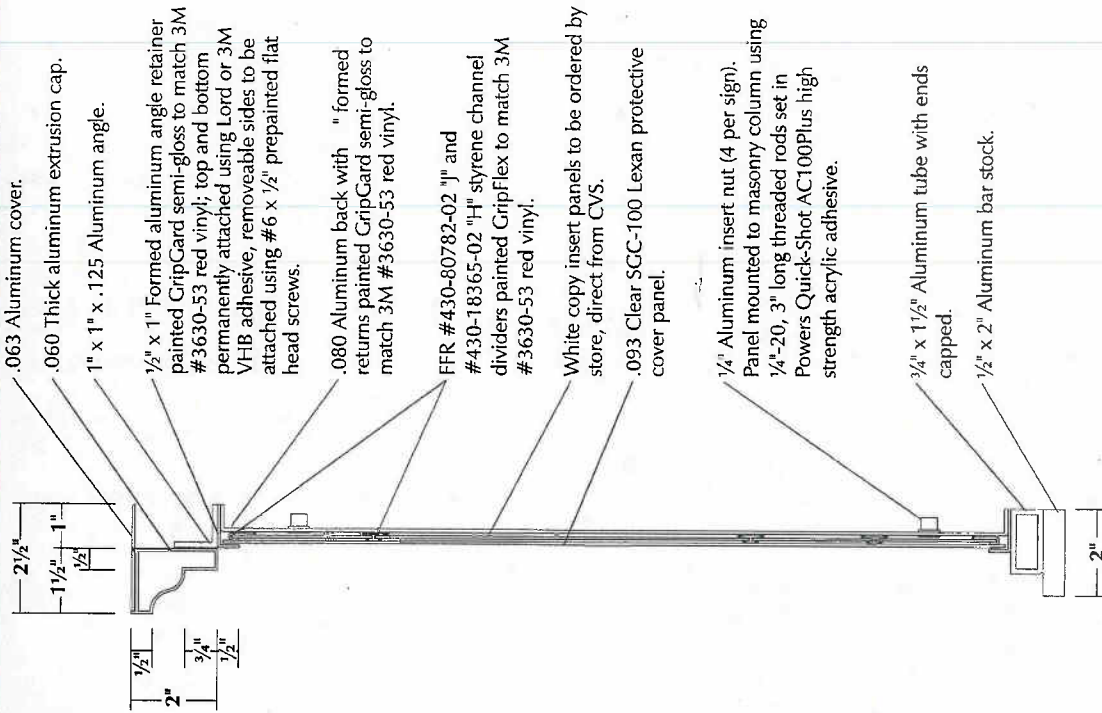 .063 Aluminum cover.
.060 Thick aluminum extrusion cap.
1" x 1" x .125 Aluminum angle.
½" x 1" Formed aluminum angle retainer
painted GripGard semi-gloss to match 3M
#3630-53 red vinyl; top and bottom
permanently attached using Lord or 3M
VHB adhesive, removeable sides to be
attached using #6 x ½" prepainted flat
head screws.
.080 Aluminum back with " formed
returns painted GripGard semi-gloss to
match 3M #3630-53 red vinyl.
FFR #430-80782-02 "J" and
#430-18365-02 "H" styrene channel
dividers painted GripFlex to match 3M
#3630-53 red vinyl.
White copy insert panels to be ordered by
store, direct from CVS.
.093 Clear SGC-100 Lexan protective
cover panel.
¼" Aluminum insert nut (4 per sign).
Panel mounted to masonry column using
¼"-20, 3" long threaded rods set in
Powers Quick-Shot AC100Plus high
strength acrylic adhesive.
¾" x 1½" Aluminum tube with ends
capped.
½" x 2" Aluminum bar stock.
2½"
1½"
1"
½"
½"
¾"
½"
2"
2"